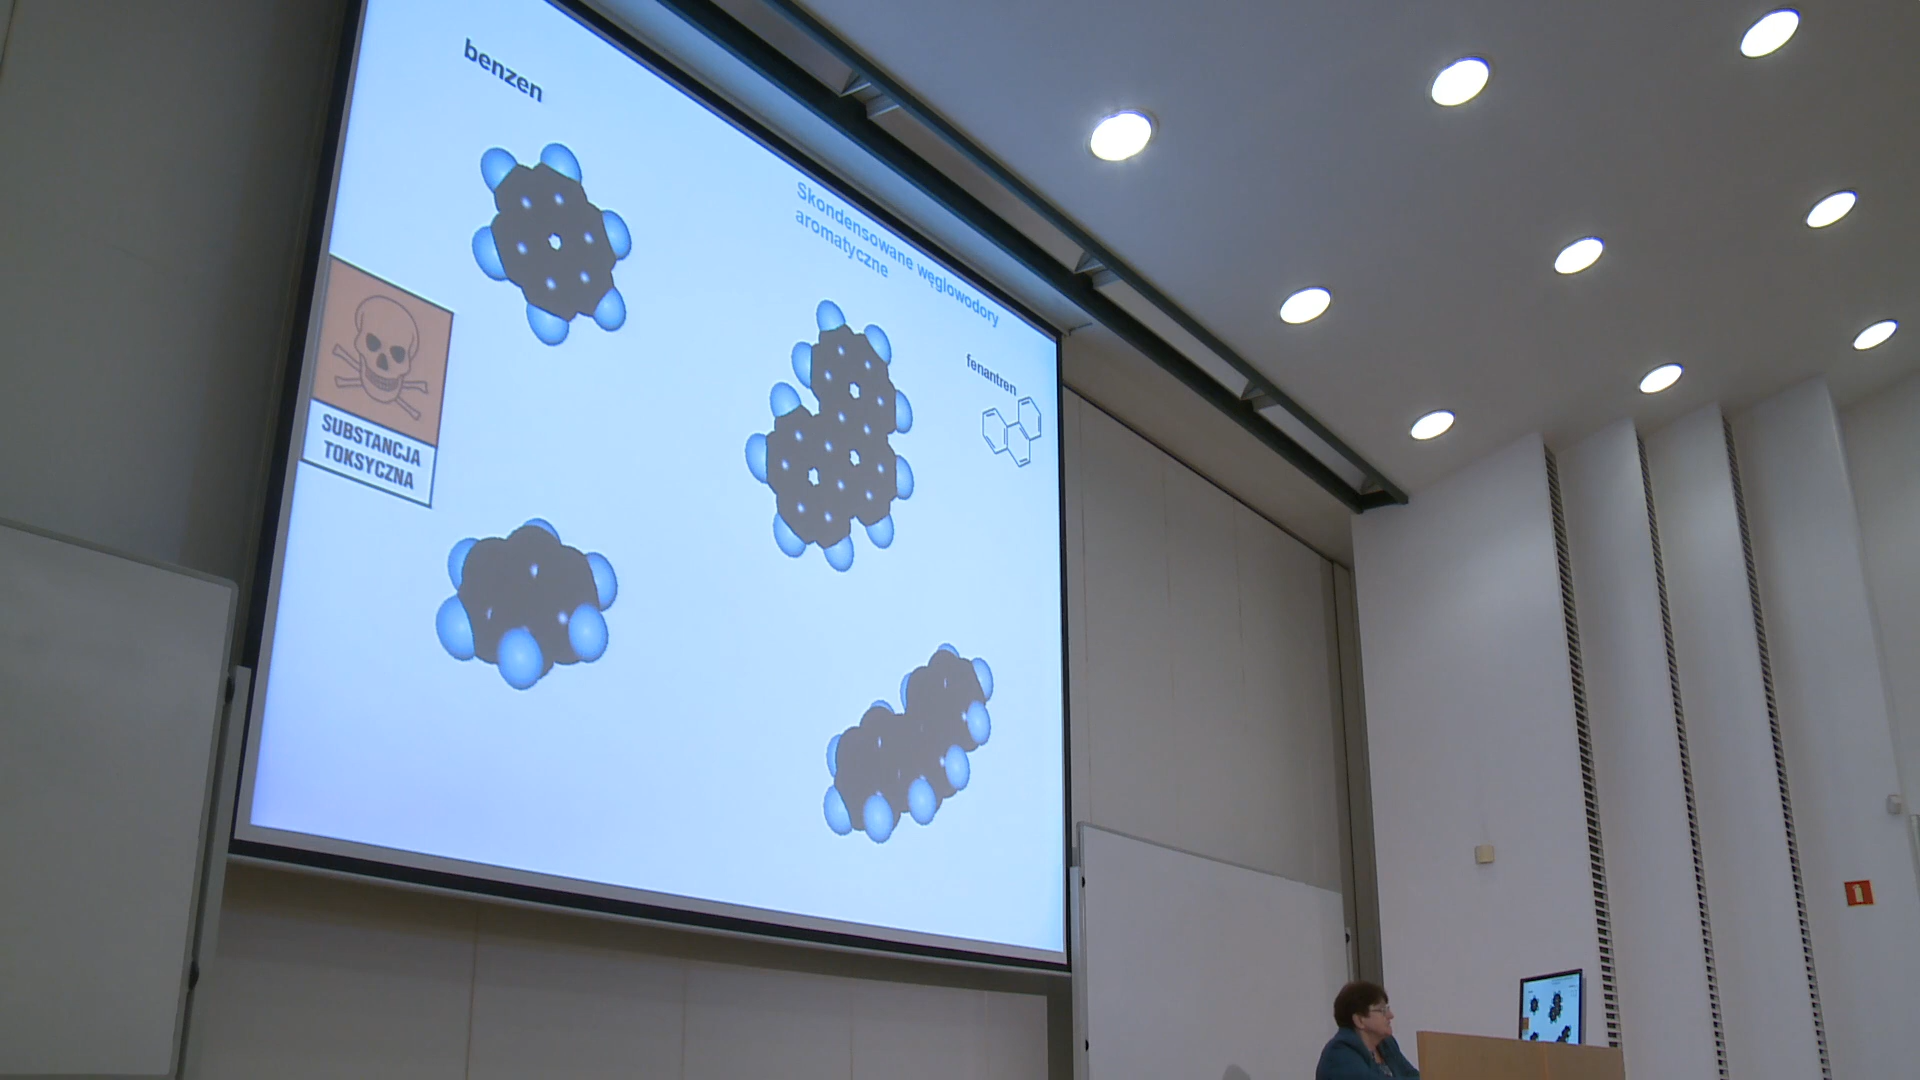 benzen
Skondensowane węglowodory
aromatyczne
fenantren
SUBSTANCJA
TOKSYCZNA